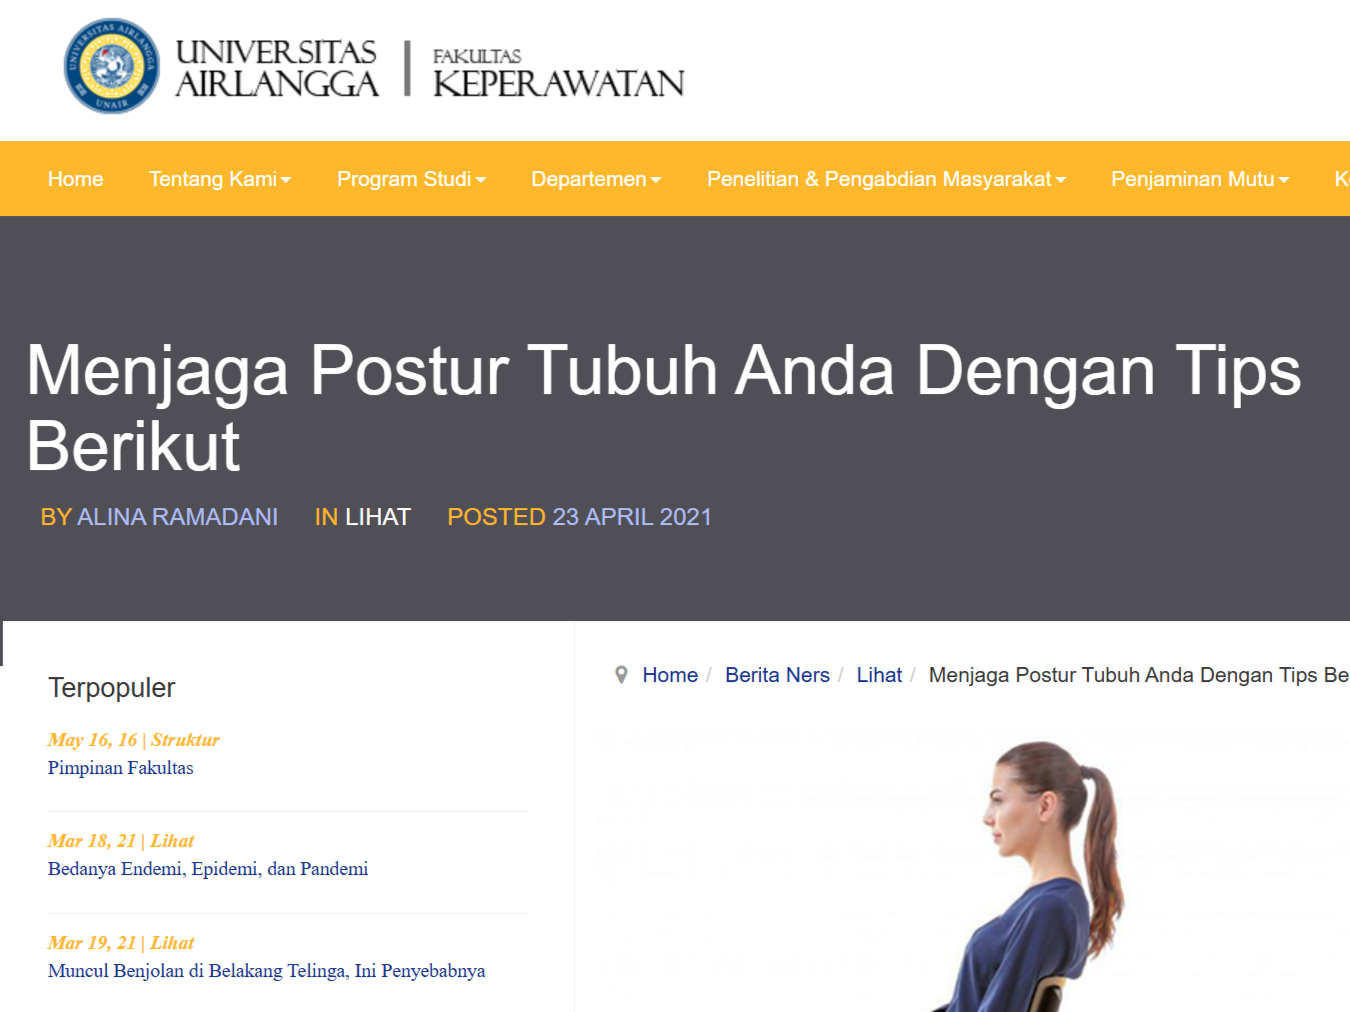 UNIVERSITAS AIRLANGGA
UNAIR
UNIVERSITAS
AIRLANGGA
FAKULTAS
KEPERAWATAN
Home Tentang Kami Program Studi Departemen Penelitian & Pengabdian Masyarakat Penjaminan Mutu
Menjaga Postur Tubuh Anda Dengan Tips
Berikut
BY ALINA RAMADANI IN LIHAT POSTED 23 APRIL 2021
Terpopuler
May 16, 16 | Struktur
Pimpinan Fakultas
Mar 18, 21 | Lihat
Bedanya Endemi, Epidemi, dan Pandemi
Mar 19, 21 | Lihat
Muncul Benjolan di Belakang Telinga, Ini Penyebabnya
Home / Berita Ners / Lihat / Menjaga Postur Tubuh Anda Dengan Tips Be